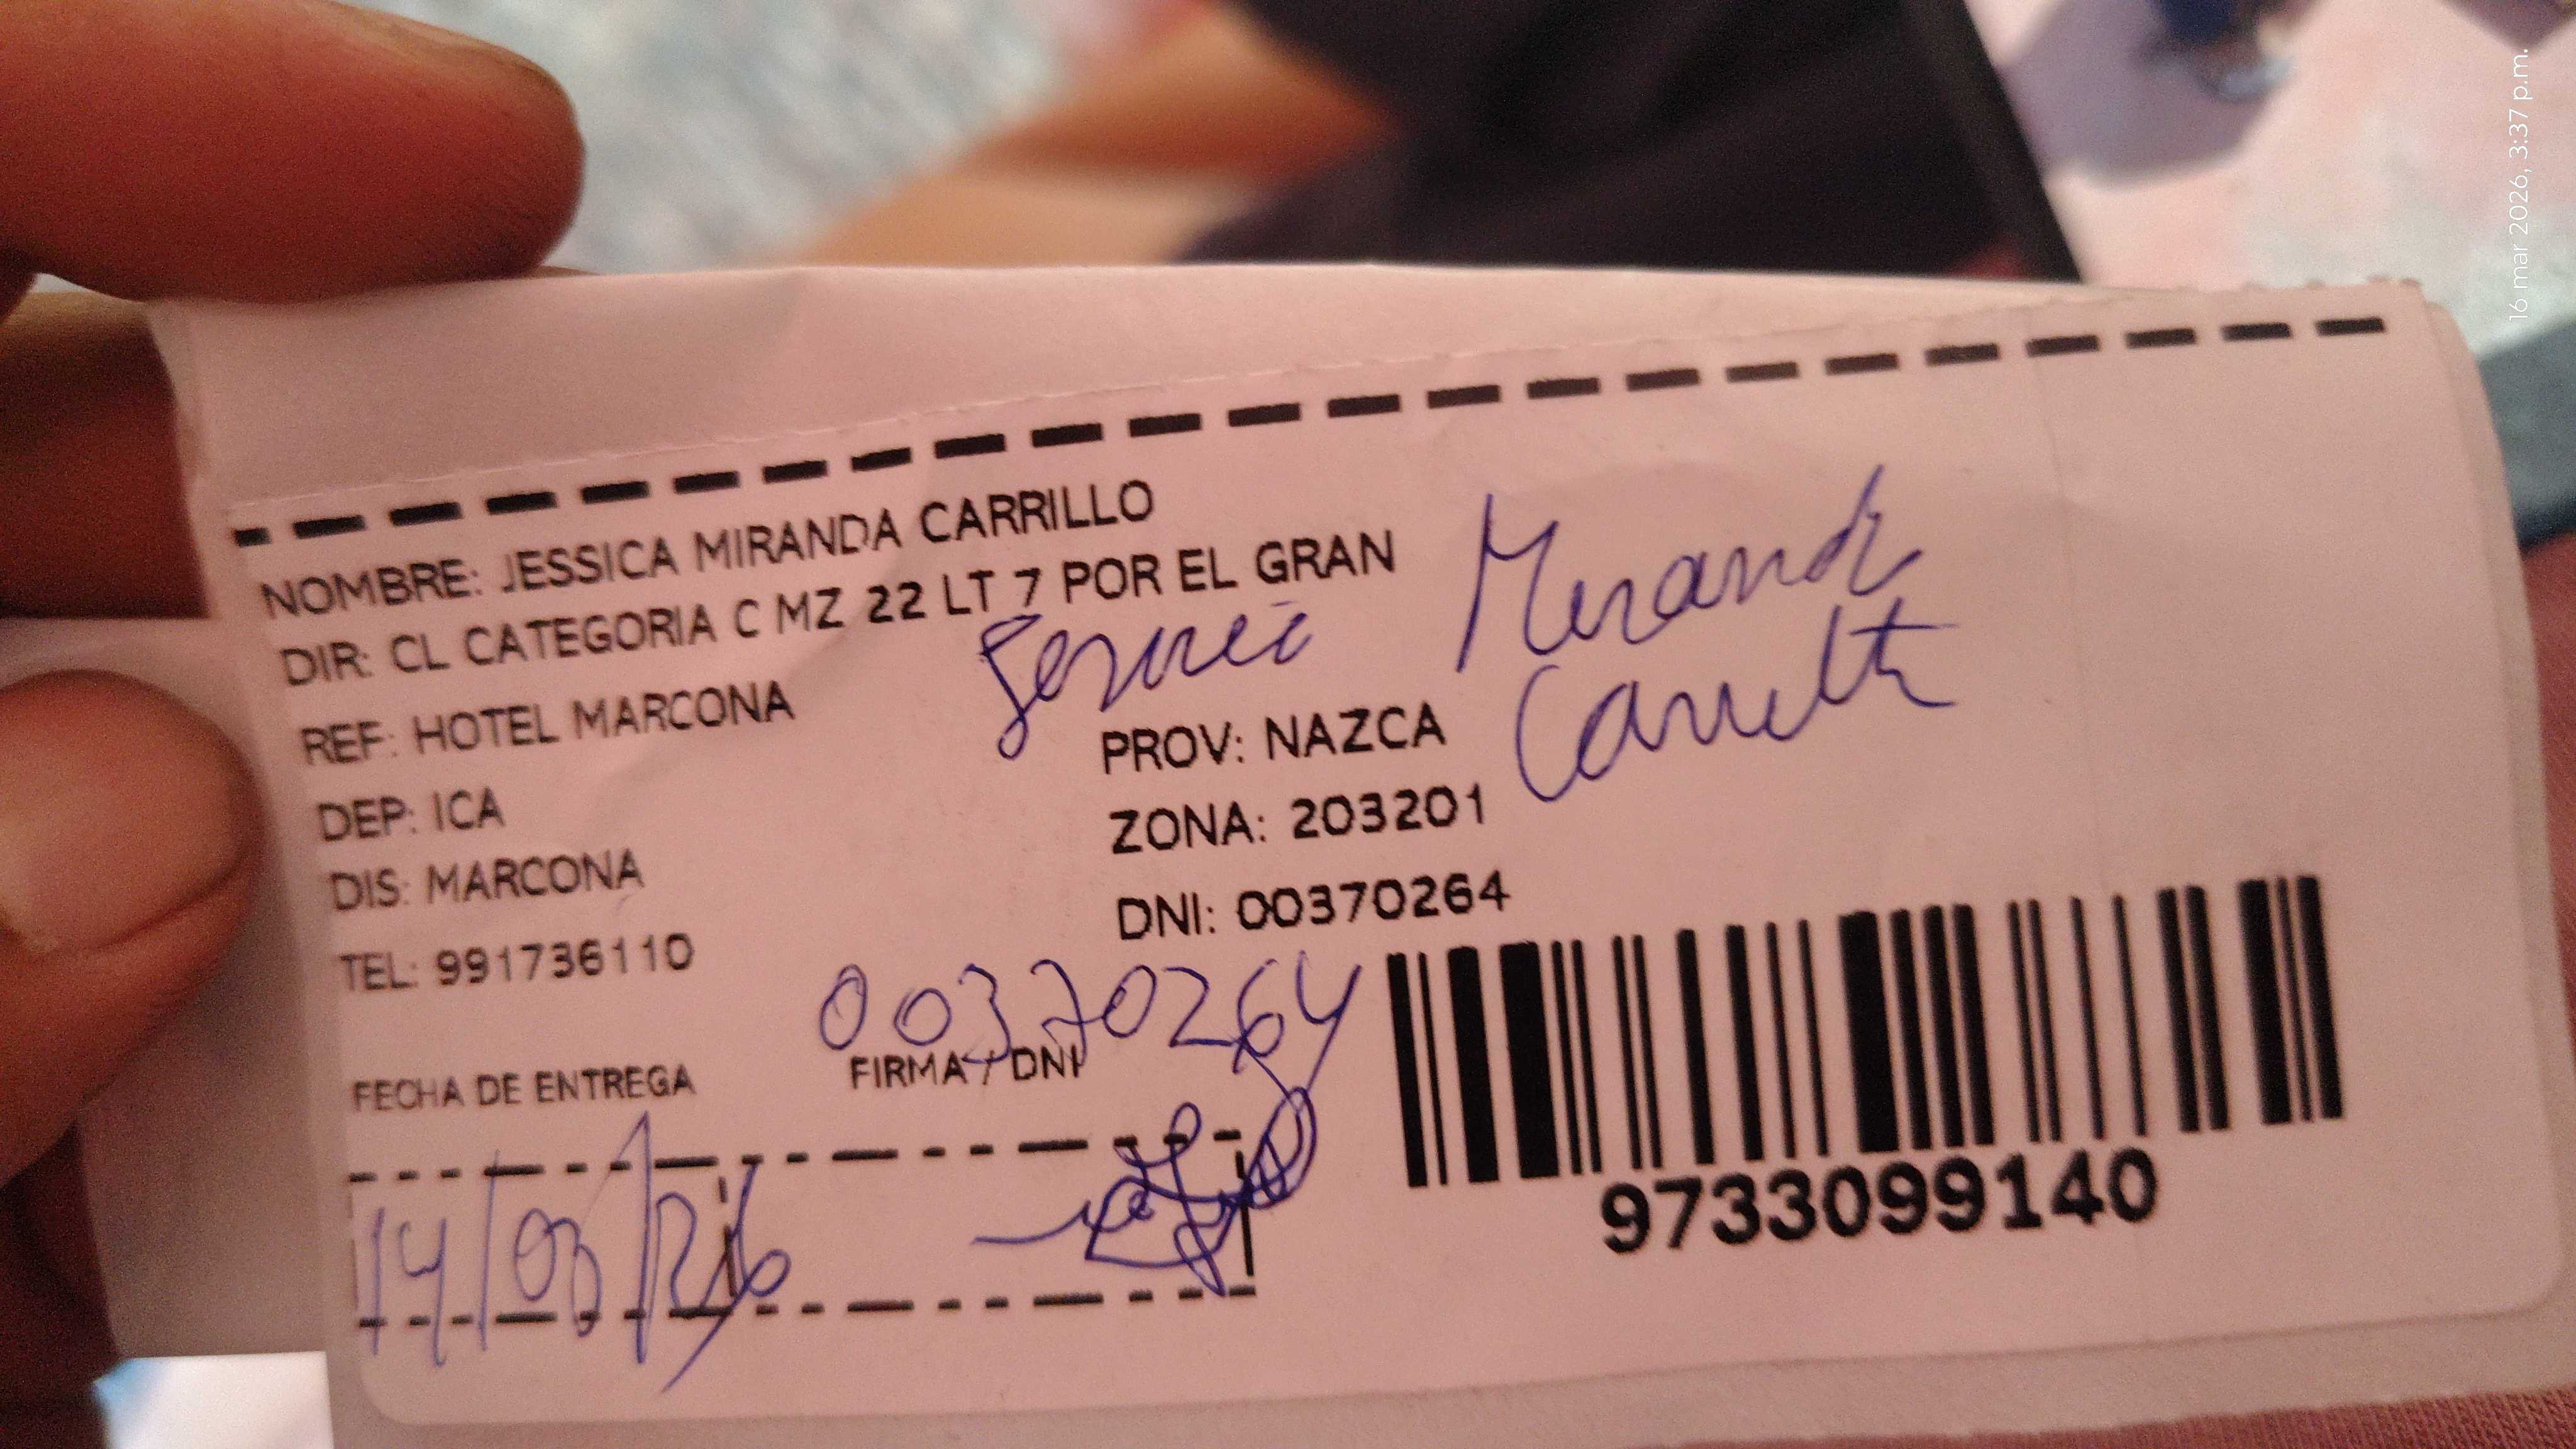 NOMBRE: JESSICA MIRANDA CARRILLO
DIR: CL CATEGORIA C MZ 22 LT 7 POR EL GRAN
Miranda
Carrillo
REF: HOTEL MARCONA
PROV: NAZCA
DEP: ICA
ZONA: 203201
DIS: MARCONA
DNI: 00370264
TEL: 991736110
00370264
FECHA DE ENTREGA
FIRMA / DNI
14/03/26
9733099140
16 mar 2026, 3:37 p.m.